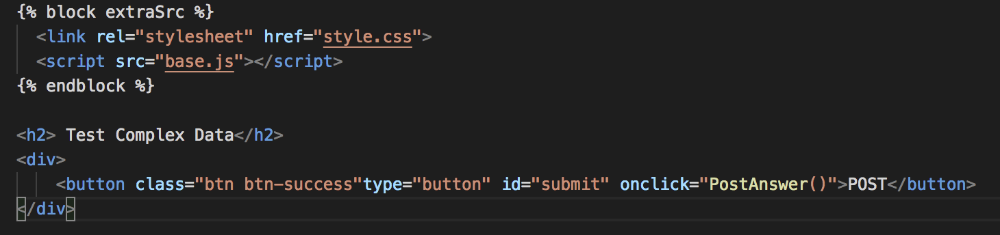 {% block extraSrc %}
<link rel="stylesheet" href="style.css">
<script src="base.js"></script>
{% endblock %}
<h2> Test Complex Data</h2>
<div>
<button class="btn btn-success"type="button" id="submit" onclick="PostAnswer()">POST</button>
</div>